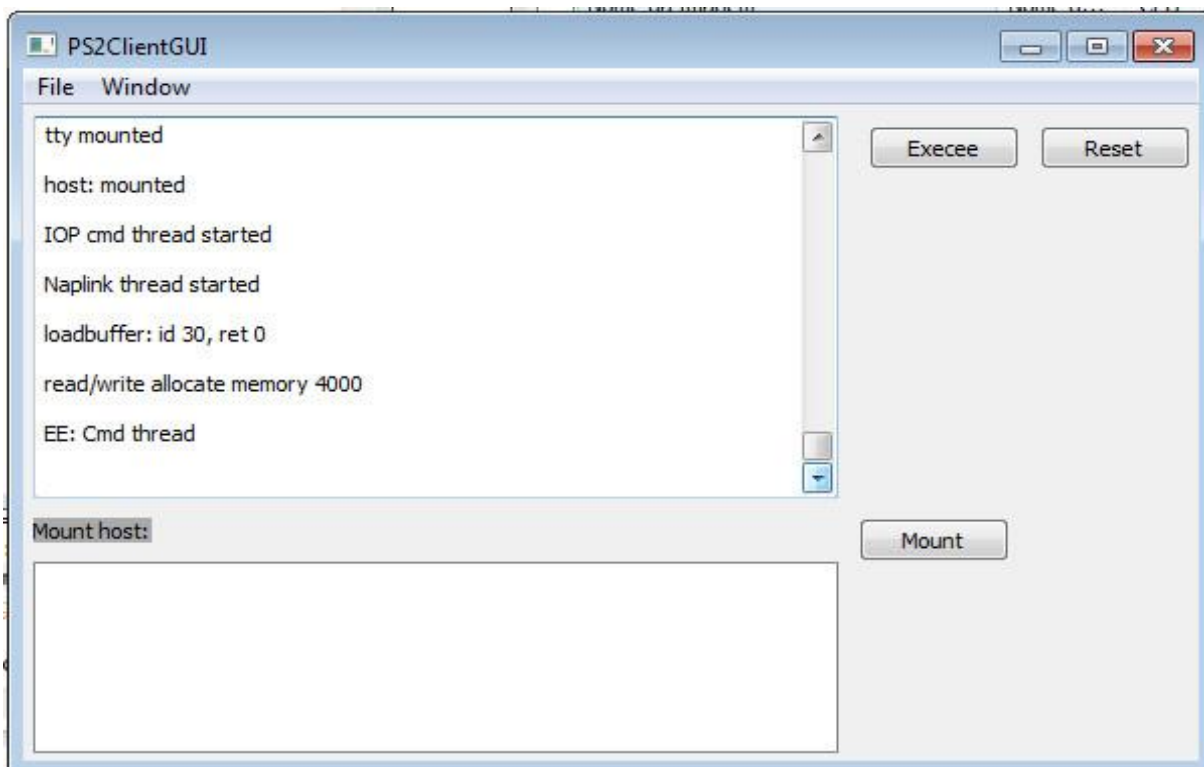 PS2ClientGUI
File Window
tty mounted
host: mounted
IOP cmd thread started
Naplink thread started
loadbuffer: id 30, ret 0
read/write allocate memory 4000
EE: Cmd thread
Execee Reset
Mount host:
Mount